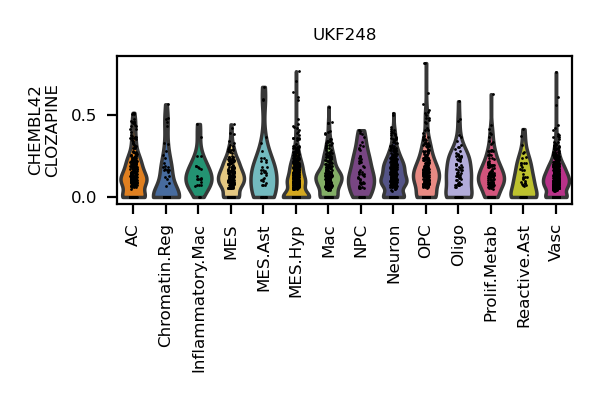 UKF248
CHEMBL42
CLOZAPINE
0.5
0.0
AC
Chromatin.Reg
Inflammatory.Mac
MES
MES.Ast
MES.Hyp
Mac
NPC
Neuron
OPC
Oligo
Prolif.Metab
Reactive.Ast
Vasc